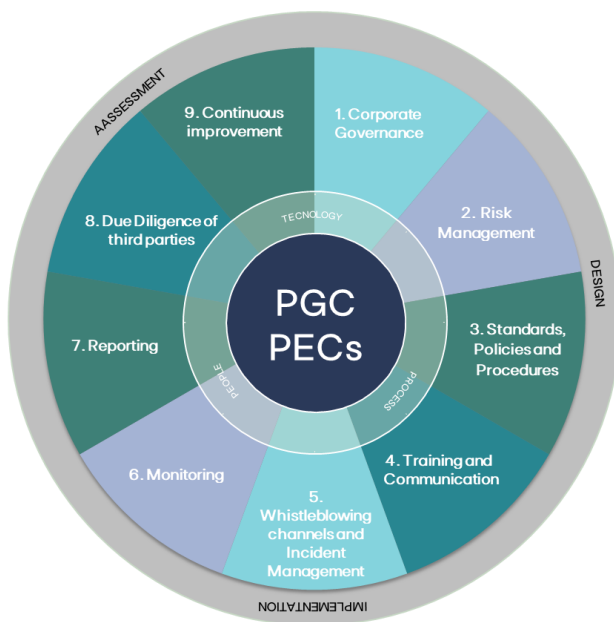 AASSESSMENT
9. Continuous
improvement
1. Corporate
Governance
8. Due Diligence of
third parties
TECNOLOGY
2. Risk
Management
DESIGN
PGC
PECs
7. Reporting
3. Standards,
Policies and
Procedures
PEOPLE
PROCESS
6. Monitoring
4. Training and
Communication
5.
Whistleblowing
channels and
Incident
Management
IMPLEMENTATION